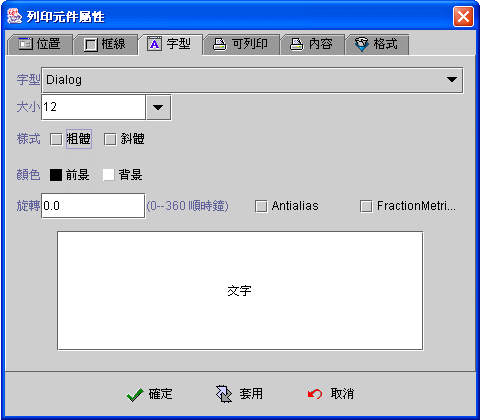 列印元件屬性
位置 框線 字型 可列印 內容 格式
字型 Dialog
大小 12
樣式 粗體 斜體
顏色 前景 背景
旋轉 0.0 (0--360 順時鐘) Antialias FractionMetri...
文字
確定 套用 取消